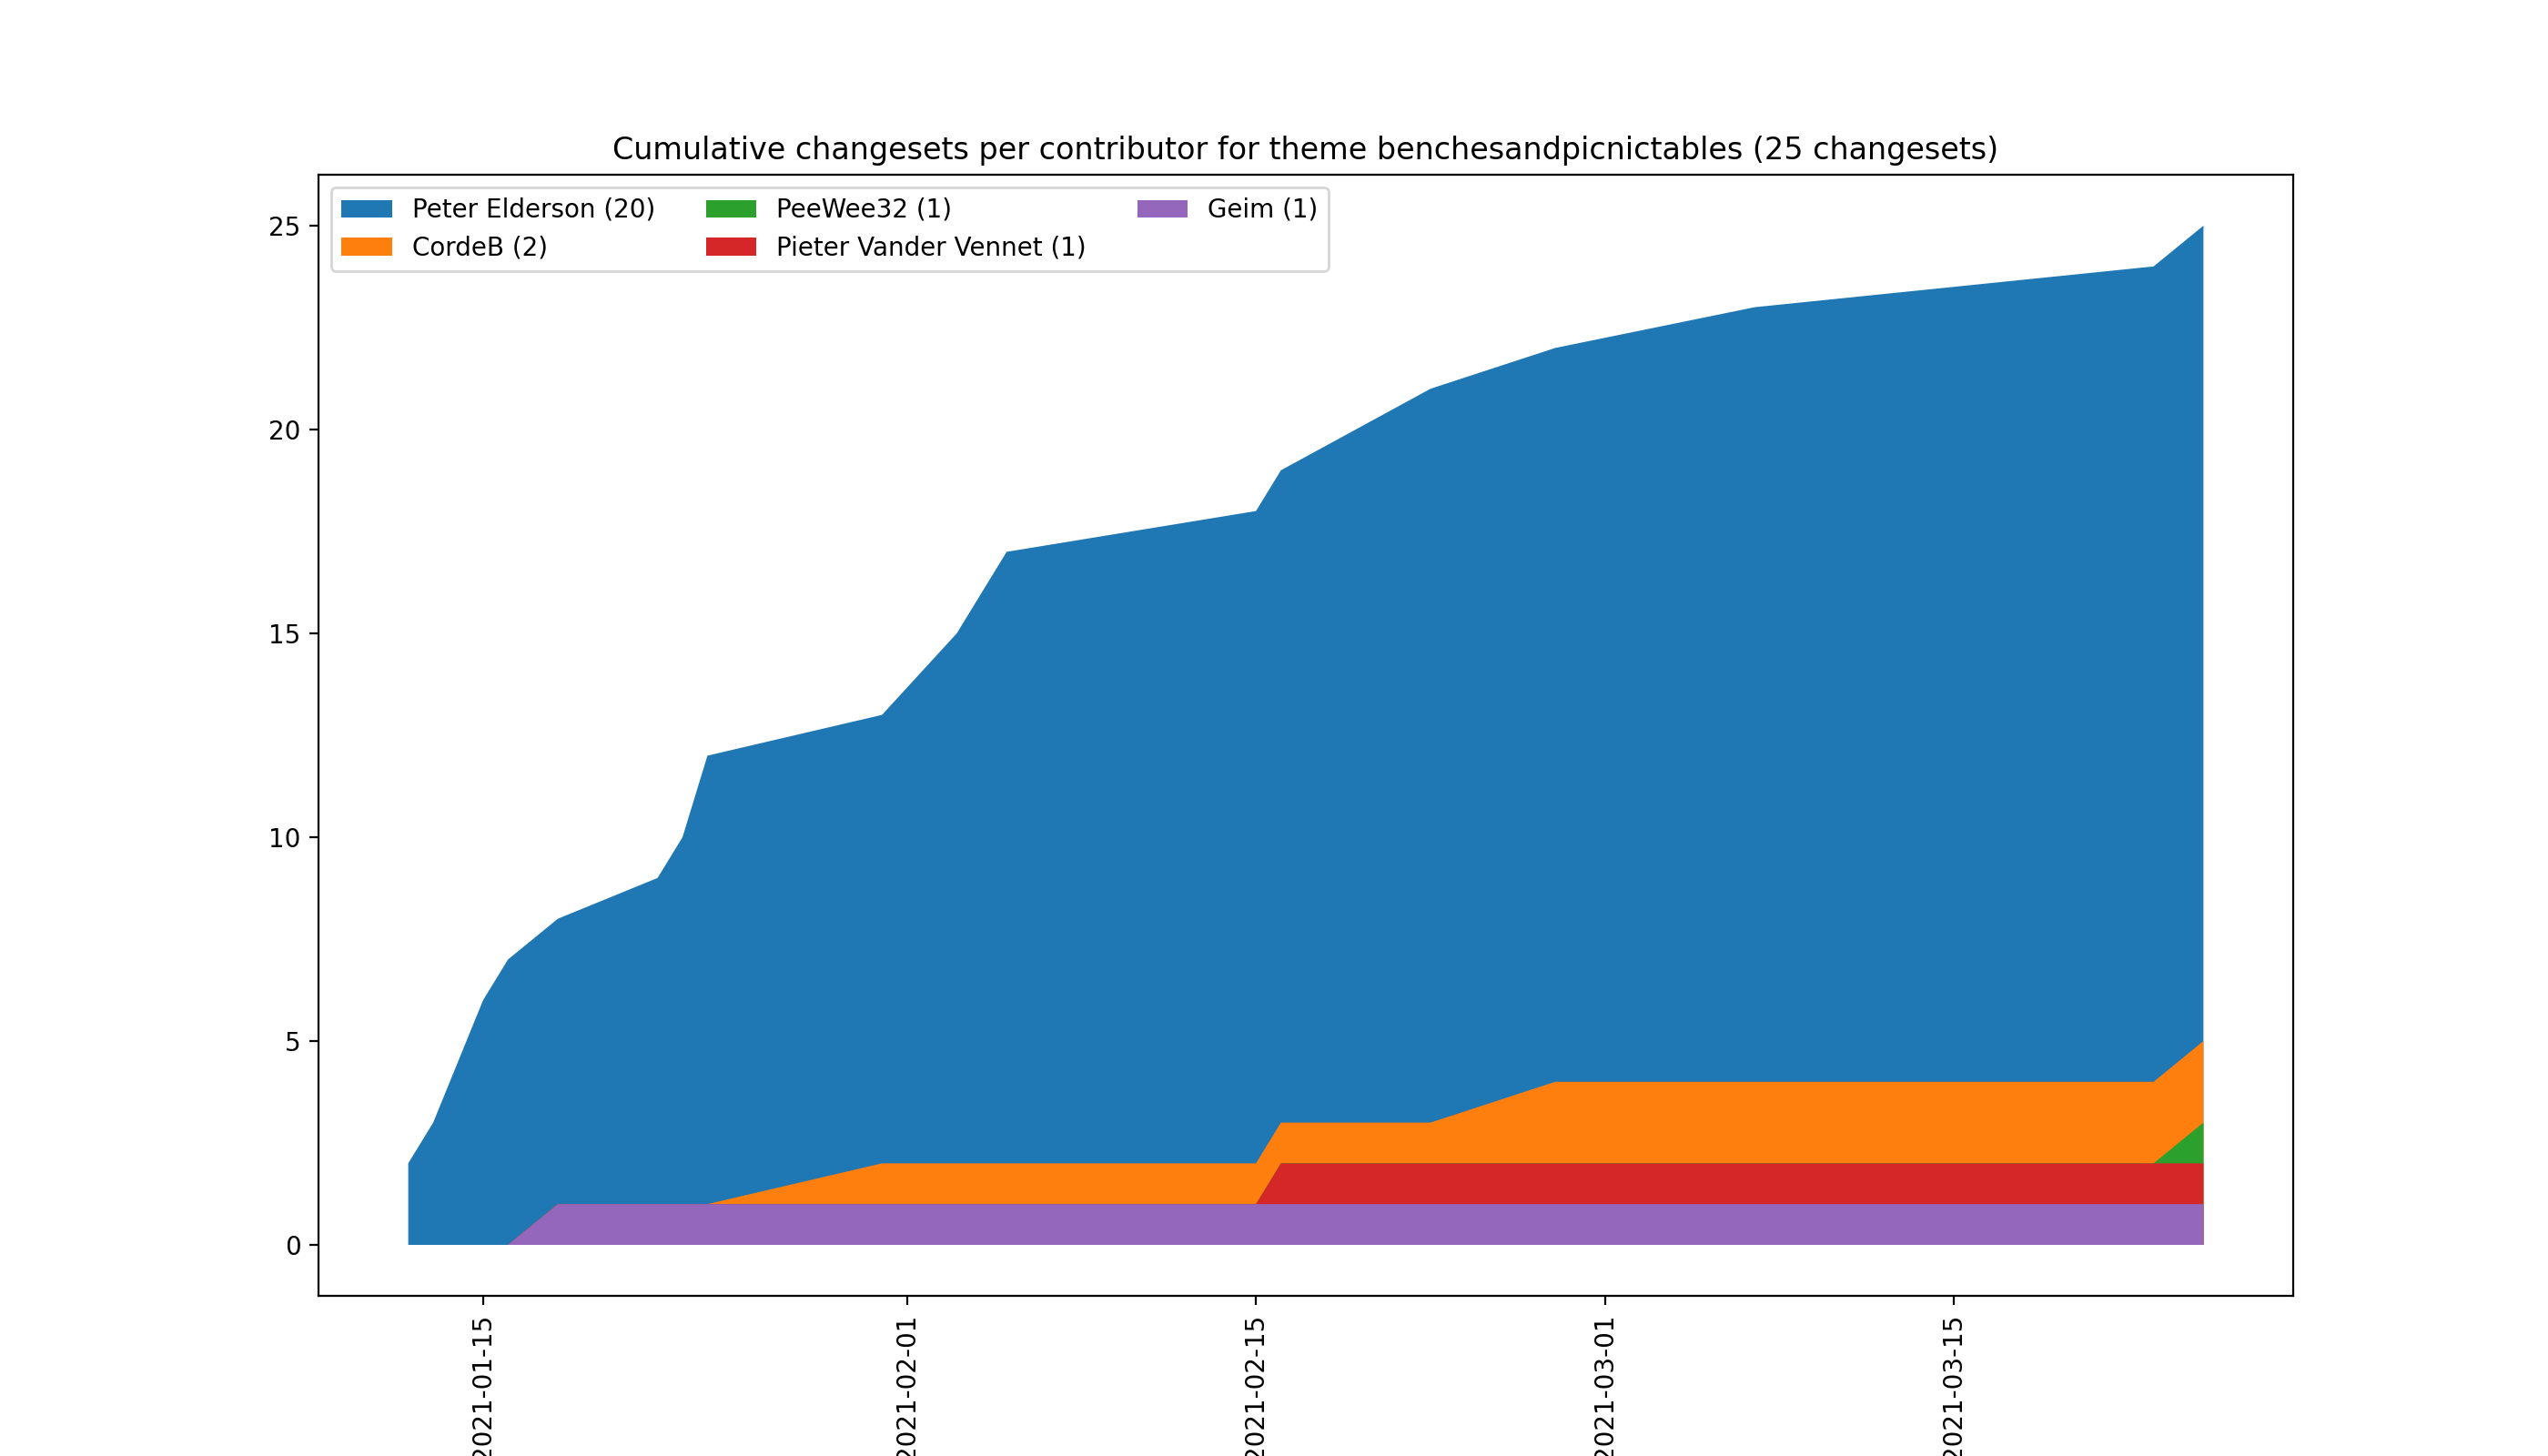 Cumulative changesets per contributor for theme benchesandpicnictables (25 changesets)
Peter Elderson (20)
CordeB (2)
PeeWee32 (1)
Pieter Vander Vennet (1)
Geim (1)
25
20
15
10
5
0
2021-01-15
2021-02-01
2021-02-15
2021-03-01
2021-03-15